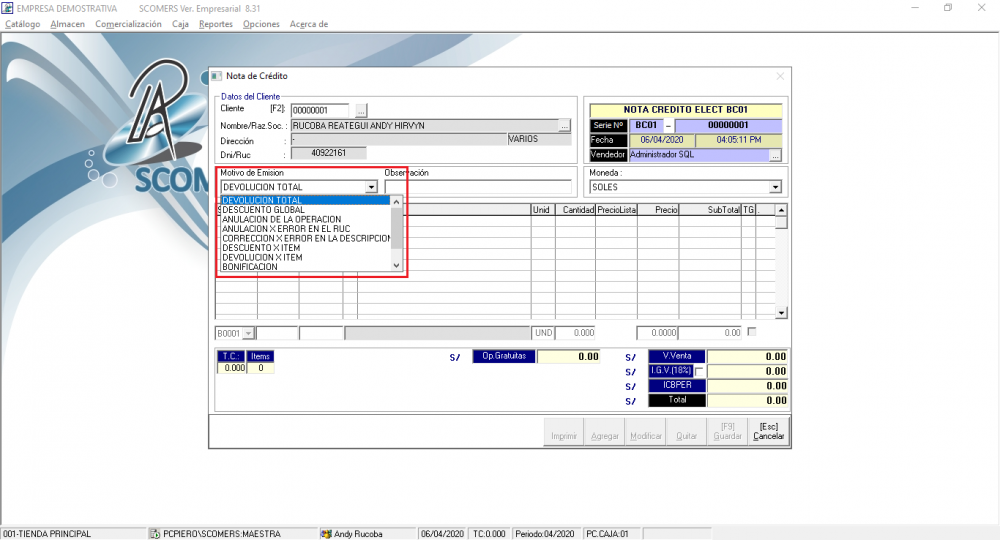 EMPRESA DEMOSTRATIVA SCOMERS Ver. Empresarial 8.31
Catálogo Almacen Comercialización Caja Reportes Opciones Acerca de
Nota de Crédito
Datos del Cliente
Cliente [F2]: 00000001 ...
Nombre/Raz.Soc. : RUCOBA REATEGUI ANDY HIRVYN ...
Dirección : - VARIOS
Dni/Ruc : 40922161
NOTA CREDITO ELECT BC01
Serie Nº BC01 - 00000001
Fecha 06/04/2020 04:05:11 PM
Vendedor Administrador SQL ...
Motivo de Emision Observación
DEVOLUCION TOTAL
Moneda :
SOLES
DEVOLUCION TOTAL
DESCUENTO GLOBAL
ANULACION DE LA OPERACION
ANULACION X ERROR EN EL RUC
CORRECCION X ERROR EN LA DESCRIPCION
DESCUENTO X ITEM
DEVOLUCION X ITEM
BONIFICACION
Unid Cantidad PrecioLista Precio SubTotal TG .
B0001 UND 0.000 0.0000 0.00
T.C.: Items
0.000 0
S/ Op.Gratuitas 0.00
S/ V.Venta 0.00
S/ I.G.V.(18%) 0.00
S/ ICBPER 0.00
S/ Total 0.00
Imprimir Agregar Modificar Quitar [F9] Guardar [Esc] Cancelar
SCOM
001-TIENDA PRINCIPAL PCPIERO\SCOMERS:MAESTRA Andy Rucoba 06/04/2020 TC:0.000 Periodo:04/2020 PC.CAJA:01